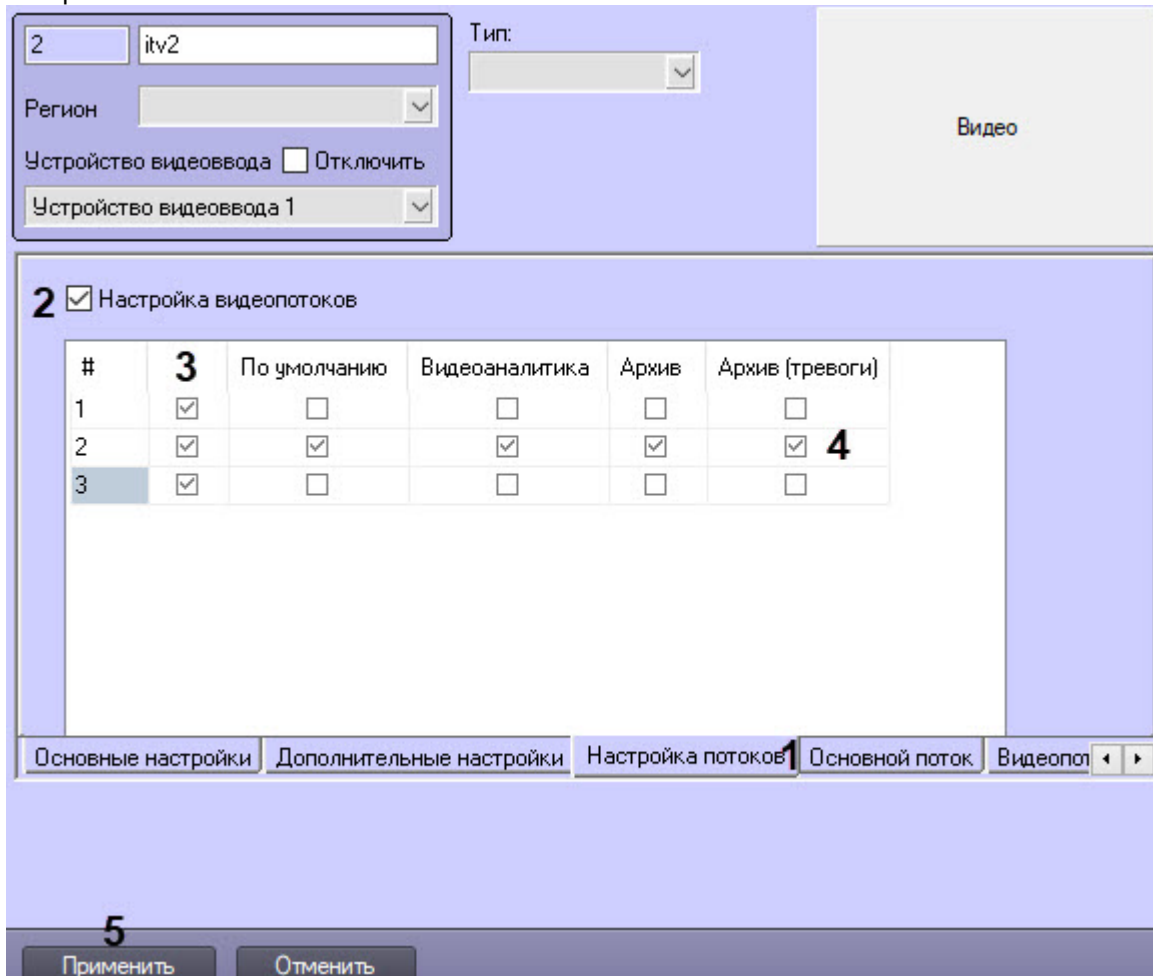 2 itv2 Тип:
Регион
Видео
Устройство видеоввода Отключить
Устройство видеоввода 1
2 Настройка видеопотоков
# 3 По умолчанию Видеоаналитика Архив Архив (тревоги)
1
2 4
3
Основные настройки Дополнительные настройки Настройка потоков 1 Основной поток Видеопот
5
Применить Отменить